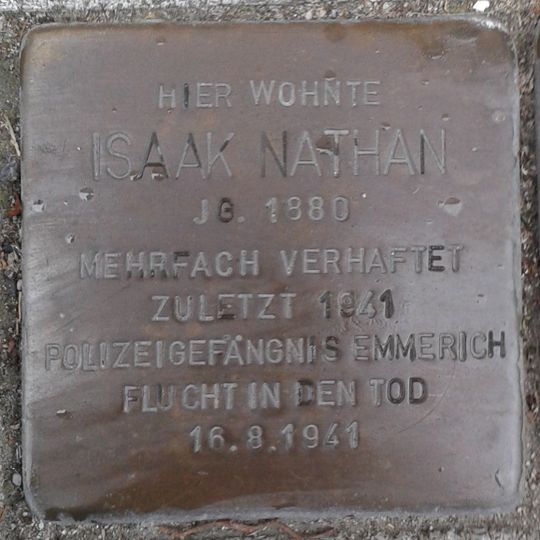 HIER WOHNTE
ISAAK NATHAN
JG. 1880
MEHRFACH VERHAFTET
ZULETZT 1941
POLIZEIGEFÄNGNIS EMMERICH
FLUCHT IN DEN TOD
16.8.1941